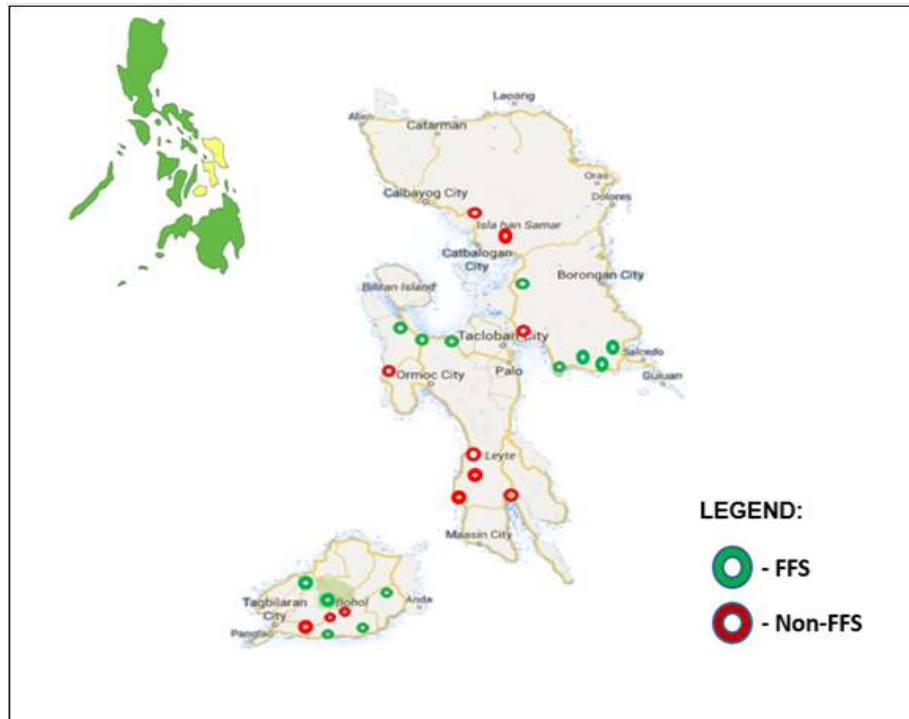 Laoang
Allen
Catarman
Oras
Dolores
Calbayog City
Isla han Samar
Catbalogan
City
Borongan City
Biliran Island
Tacloban City
Salcedo
Guiuan
Palo
Ormoc City
Leyte
Maasin City
LEGEND:
- FFS
- Non-FFS
Tagbilaran
City
Bohol
Anda
Panglao